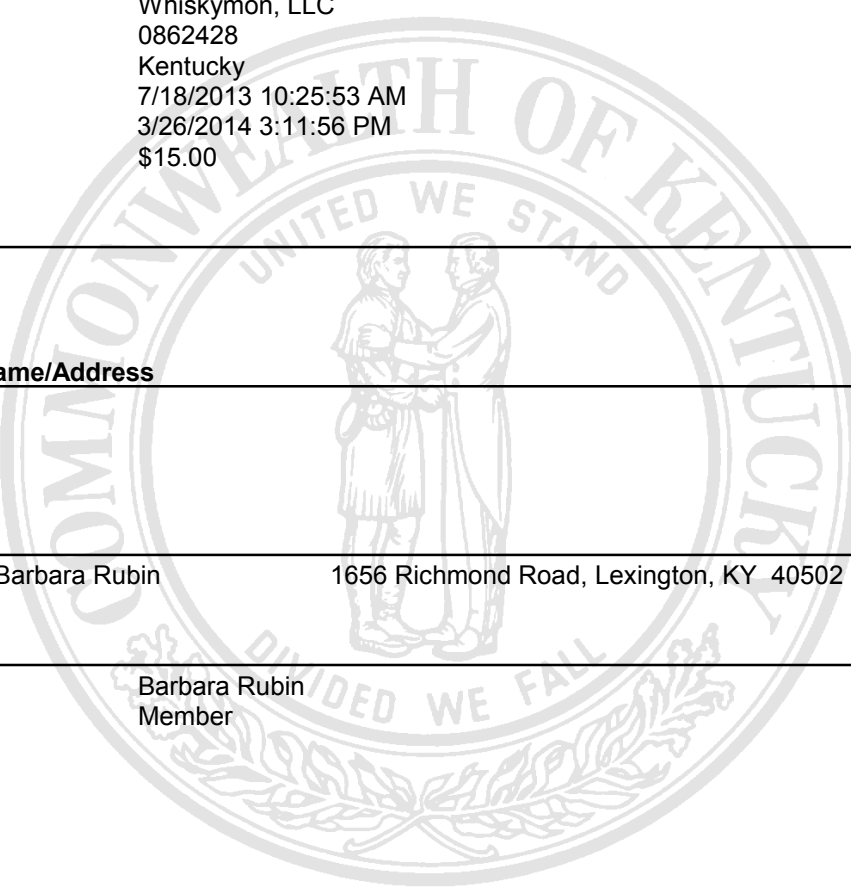 Whiskymon, LLC
0862428
Kentucky
7/18/2013 10:25:53 AM
3/26/2014 3:11:56 PM
$15.00
COMMONWEALTH OF KENTUCKY
UNITED WE STAND
ame/Address
Barbara Rubin 1656 Richmond Road, Lexington, KY 40502
DIVIDED WE FALL
Barbara Rubin
Member